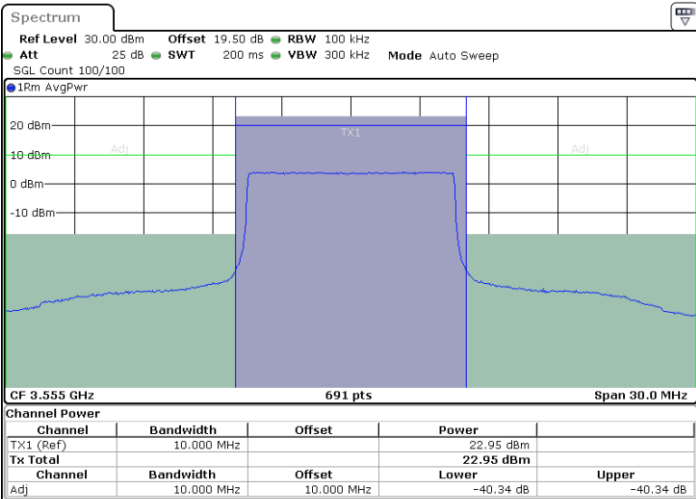 Spectrum
Ref Level 30.00 dBm Offset 19.50 dB RBW 100 kHz
Att 25 dB SWT 200 ms VBW 300 kHz Mode Auto Sweep
SGL Count 100/100
1Rm AvgPwr
20 dBm
TX1
Adj Adj
10 dBm
0 dBm
-10 dBm
CF 3.555 GHz 691 pts Span 30.0 MHz
Channel Power
Channel Bandwidth Offset Power
TX1 (Ref) 10.000 MHz 22.95 dBm
Tx Total 22.95 dBm
Channel Bandwidth Offset Lower Upper
Adj 10.000 MHz 10.000 MHz -40.34 dB -40.34 dB